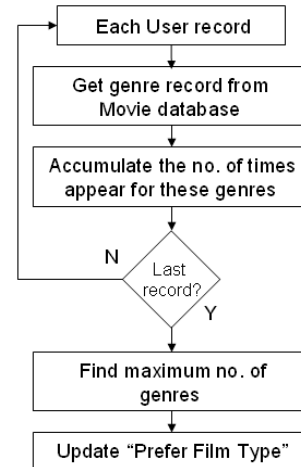 Each User record
Get genre record from
Movie database
Accumulate the no. of times
appear for these genres
N
Last
record?
Y
Find maximum no. of
genres
Update “Prefer Film Type”